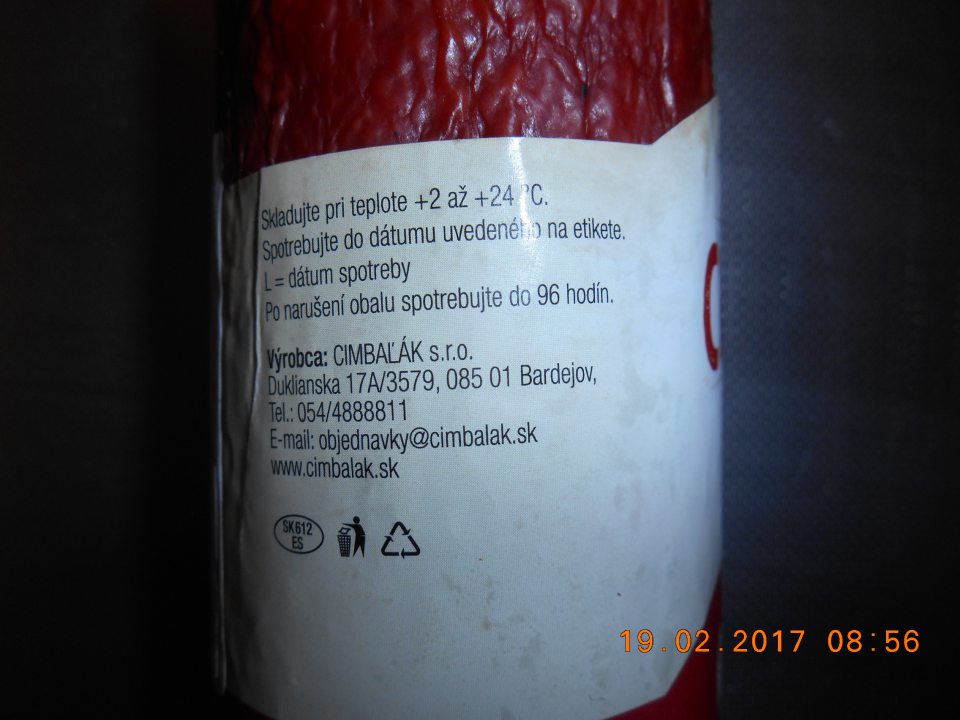 Skladujte pri teplote +2 až +24 °C.
Spotrebujte do dátumu uvedeného na etikete.
L = dátum spotreby
Po narušení obalu spotrebujte do 96 hodín.
Výrobca: CIMBAĽÁK s.r.o.
Duklianska 17A/3579, 085 01 Bardejov,
Tel.: 054/4888811
E-mail: objednavky@cimbalak.sk
www.cimbalak.sk
SK612
ES
19.02.2017 08:56